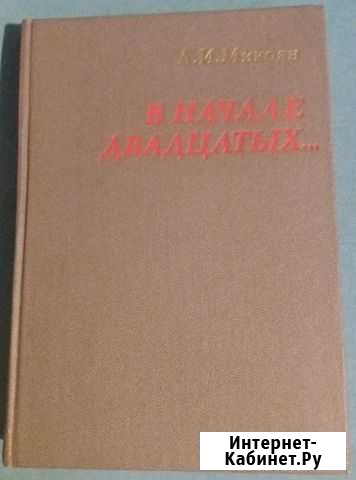 А.И.Микоян
В НАЧАЛЕ
ДВАДЦАТЫХ...
Интернет-
Кабинет.Ру